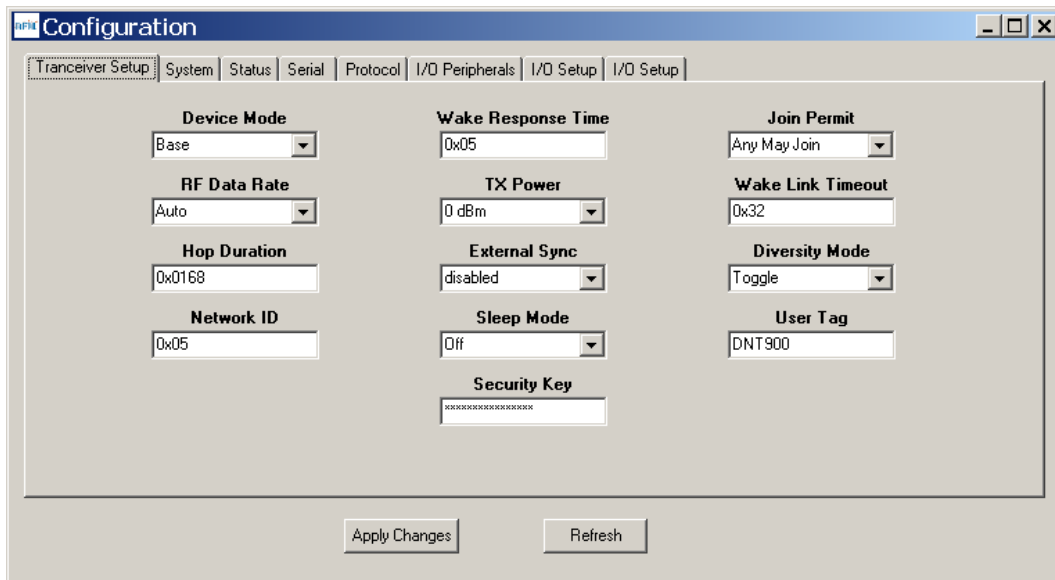 RFM Configuration
Tranceiver Setup System Status Serial Protocol I/O Peripherals I/O Setup I/O Setup
Device Mode Wake Response Time Join Permit
Base 0x05 Any May Join
RF Data Rate TX Power Wake Link Timeout
Auto 0 dBm 0x32
Hop Duration External Sync Diversity Mode
0x0168 disabled Toggle
Network ID Sleep Mode User Tag
0x05 Off DNT900
Security Key
****************
Apply Changes Refresh